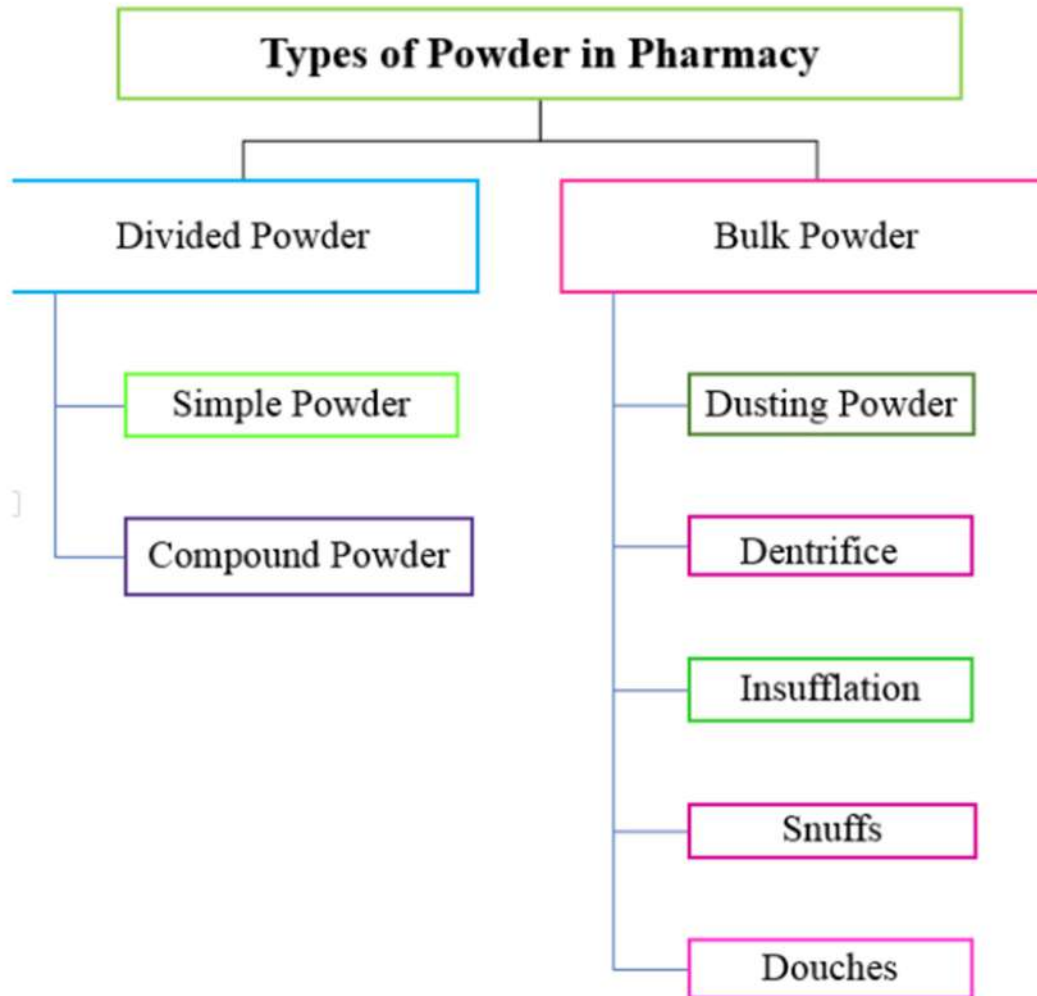 Types of Powder in Pharmacy
Divided Powder
Bulk Powder
Simple Powder
Compound Powder
Dusting Powder
Dentrifice
Insufflation
Snuffs
Douches